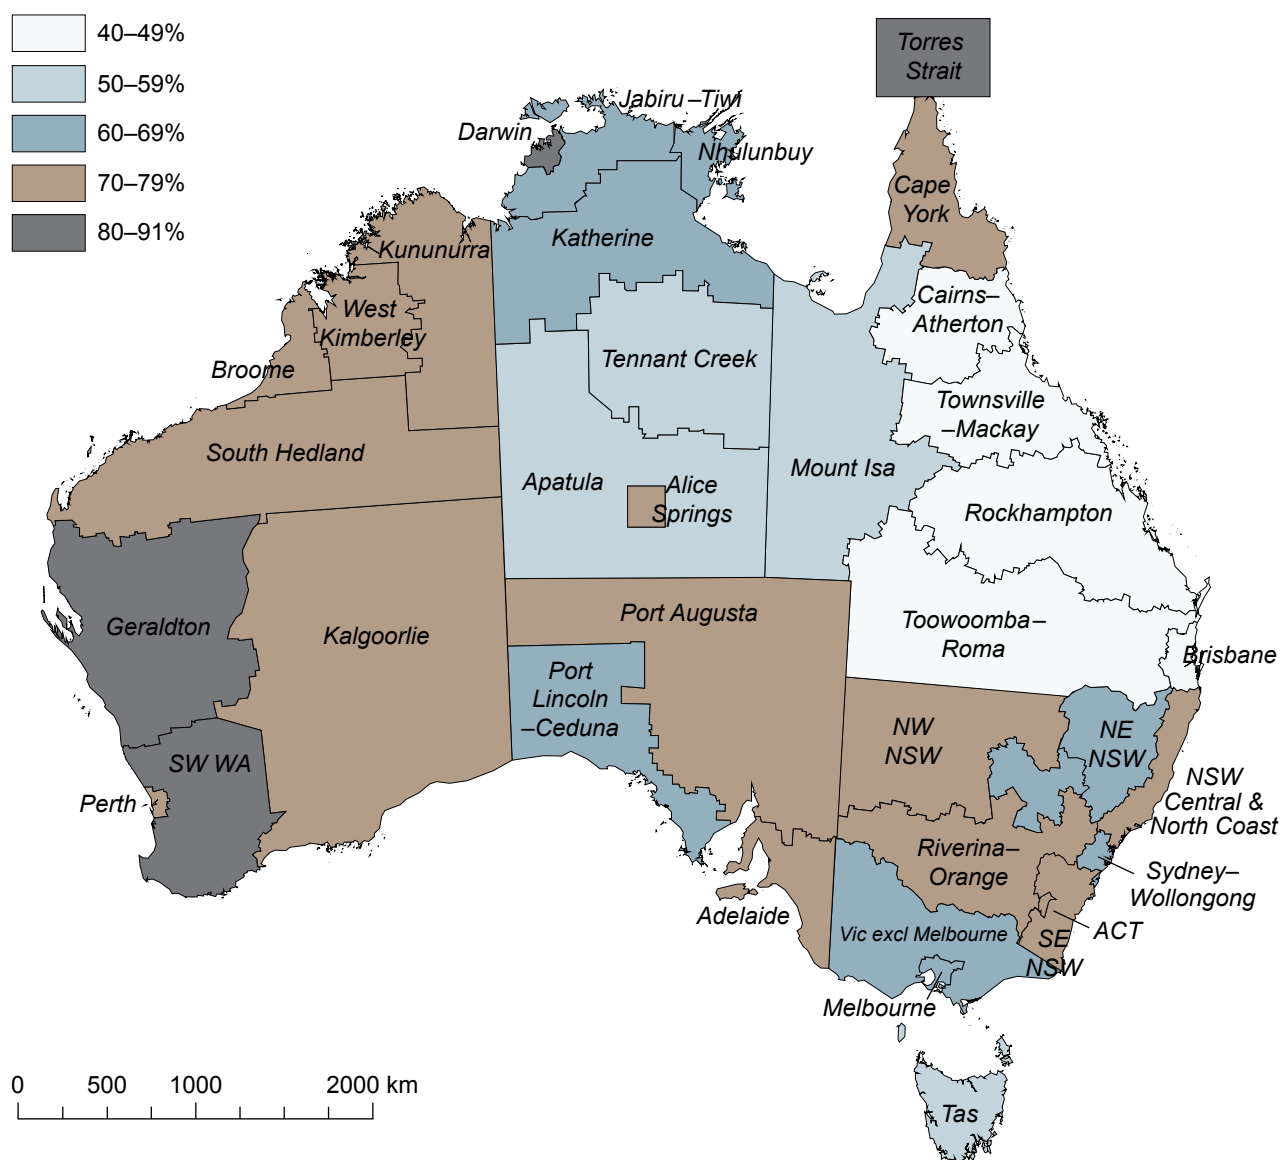 40–49%
50–59%
60–69%
70–79%
80–91%
Torres
Strait
Jabiru–Tiwi
Darwin
Nhulunbuy
Cape
York
Kununurra
Katherine
Cairns–
Atherton
West
Kimberley
Tennant Creek
Broome
Townsville
–Mackay
South Hedland
Mount Isa
Apatula
Alice
Springs
Rockhampton
Geraldton
Kalgoorlie
Port Augusta
Toowoomba–
Roma
Brisbane
Port
Lincoln
–Ceduna
NW
NSW
NE
NSW
SW WA
Perth
NSW
Central &
North Coast
Riverina–
Orange
Sydney–
Wollongong
Adelaide
Vic excl Melbourne
ACT
SE
NSW
Melbourne
0 500 1000 2000 km
Tas